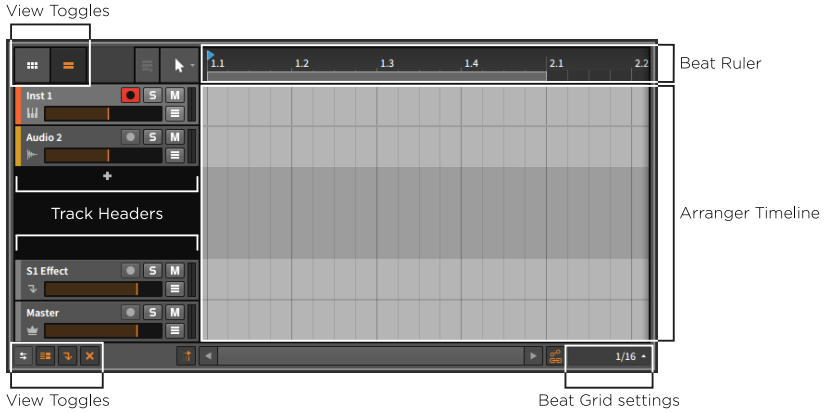 View Toggles
1.1 1.2 1.3 1.4 2.1 2.2
Beat Ruler
Inst 1 S M
Audio 2 S M
Track Headers
Arranger Timeline
S1 Effect S M
Master S M
1/16
View Toggles
Beat Grid settings